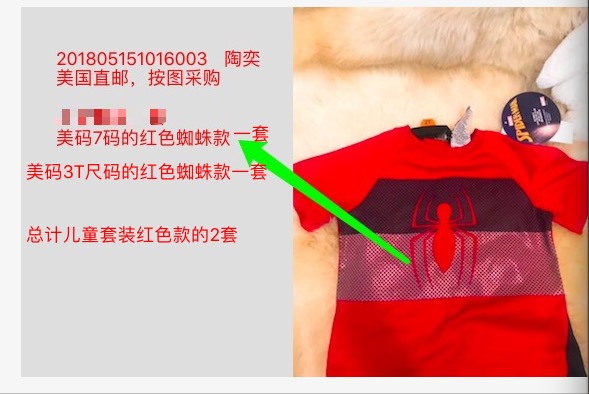 201805151016003 陶奕
美国直邮，按图采购
美码7码的红色蜘蛛款一套
美码3T尺码的红色蜘蛛款一套
总计儿童套装红色款的2套